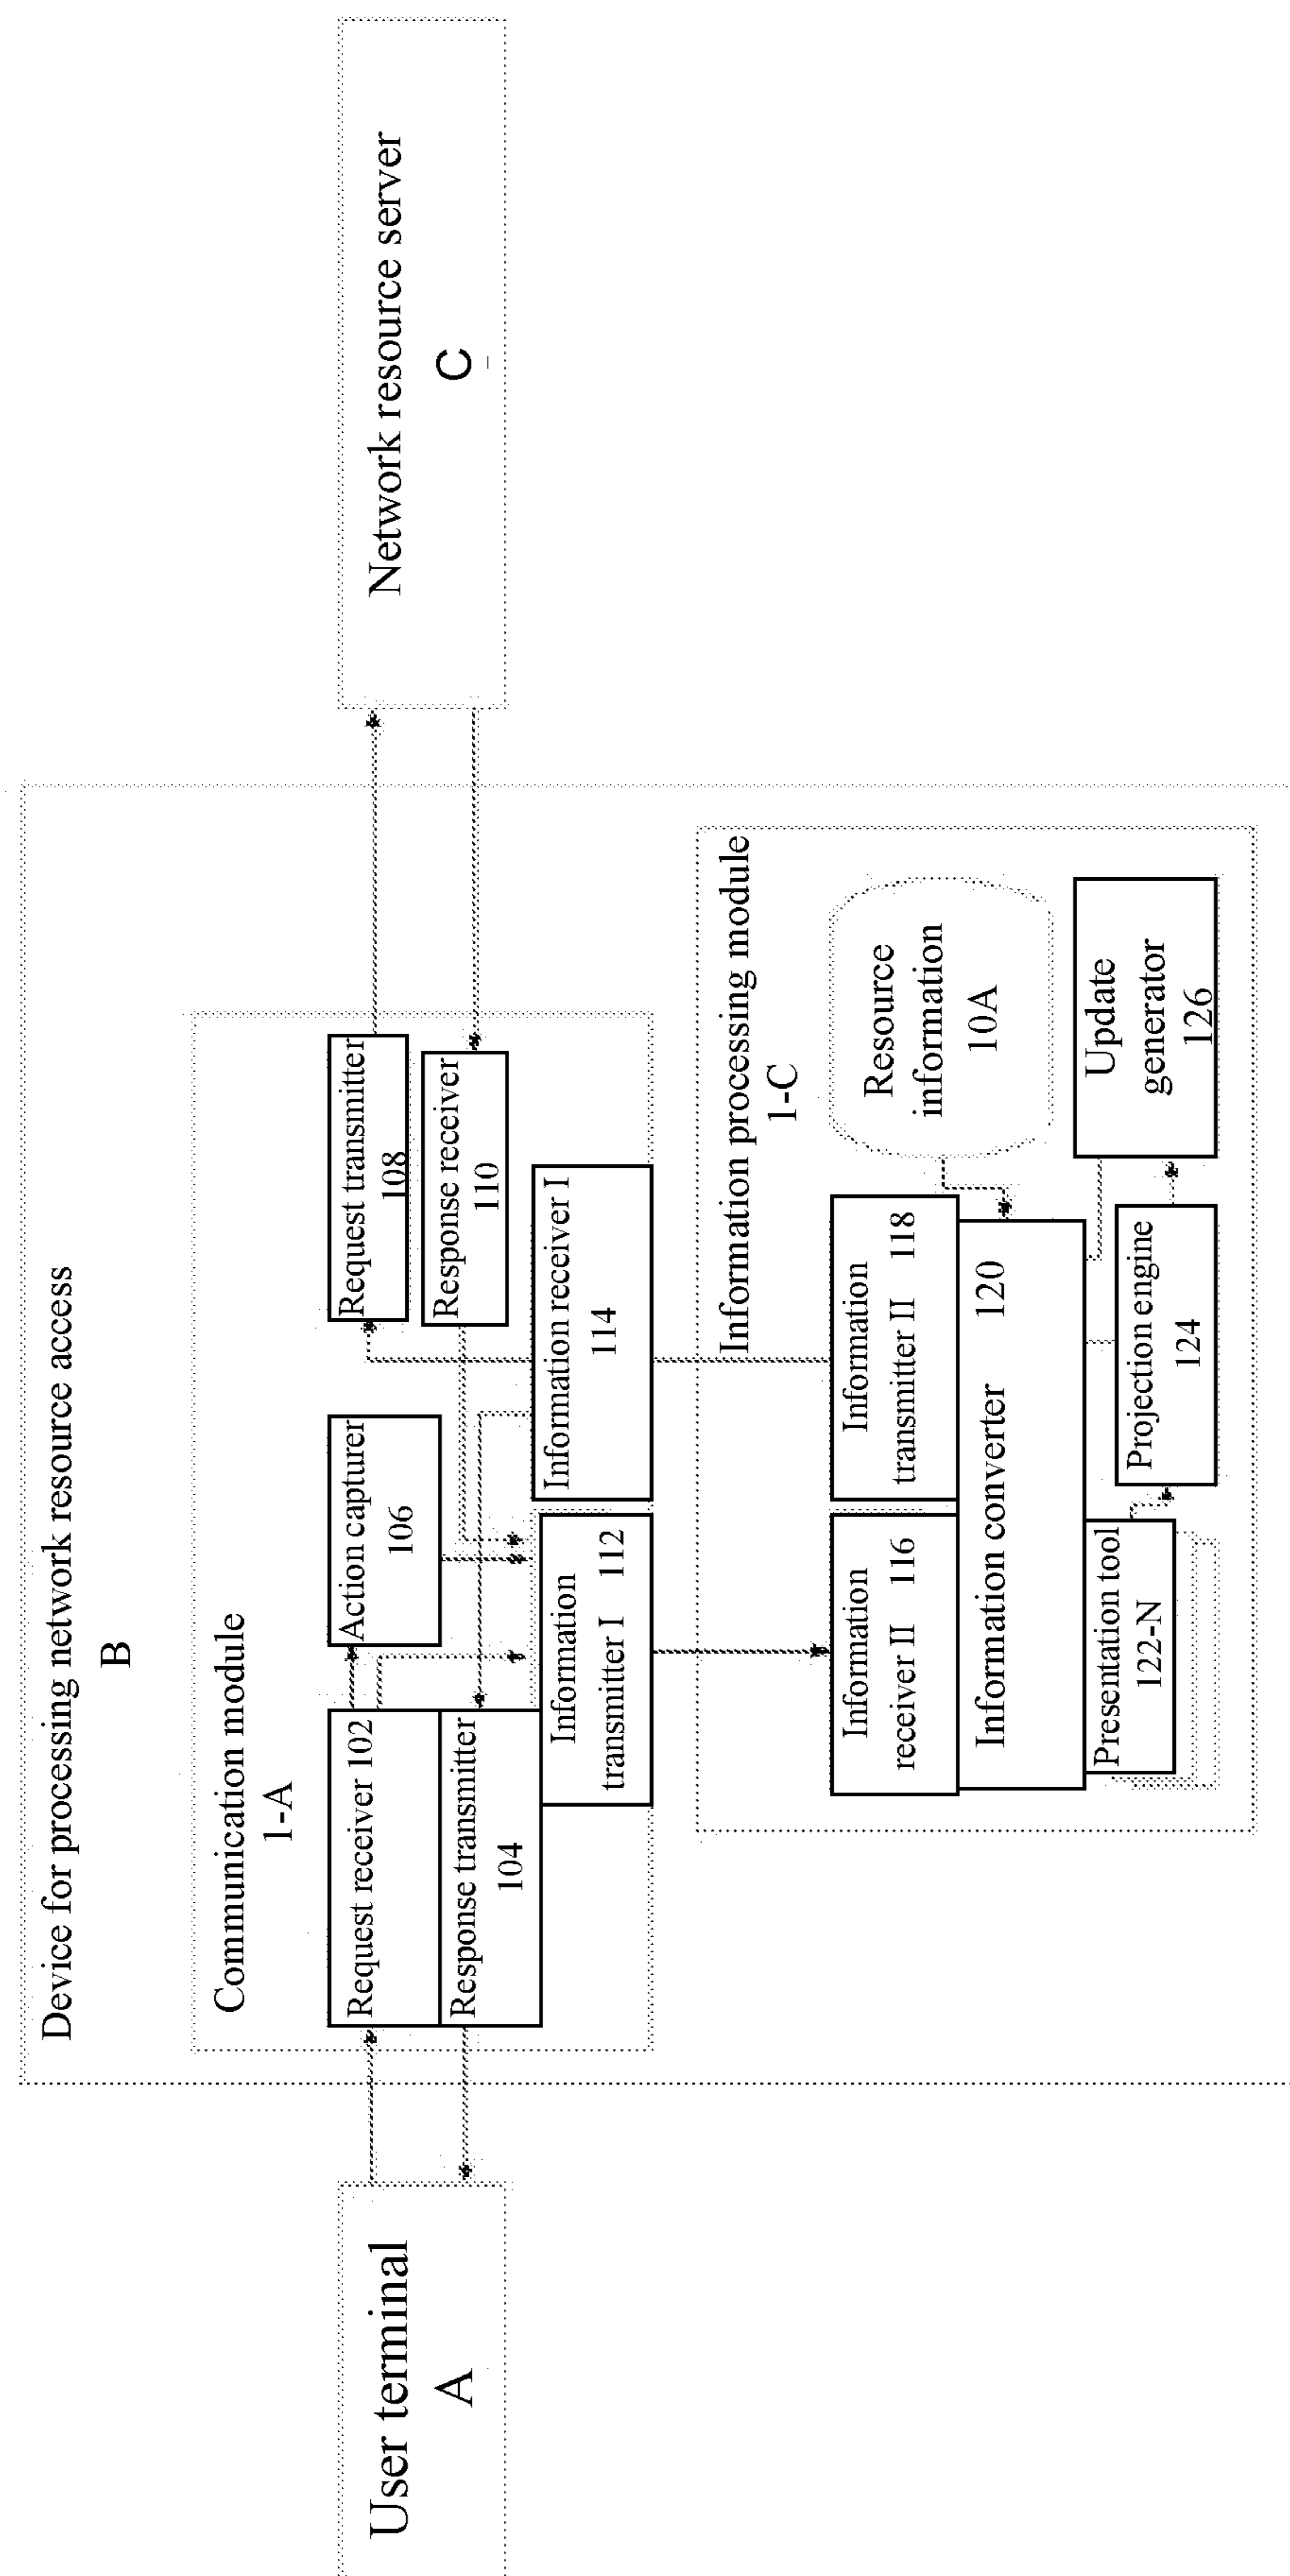 Device for processing network resource access
B
Communication module
1-A
Request receiver 102
Response transmitter
104
Action capturer
106
Request transmitter
108
Response receiver
110
Information
transmitter I 112
Information receiver I
114
User terminal
A
Network resource server
C
Information processing module
1-C
Information
receiver II 116
Information
transmitter II 118
Information converter 120
Resource
information
10A
Presentation tool
122-N
Projection engine
124
Update
generator
126